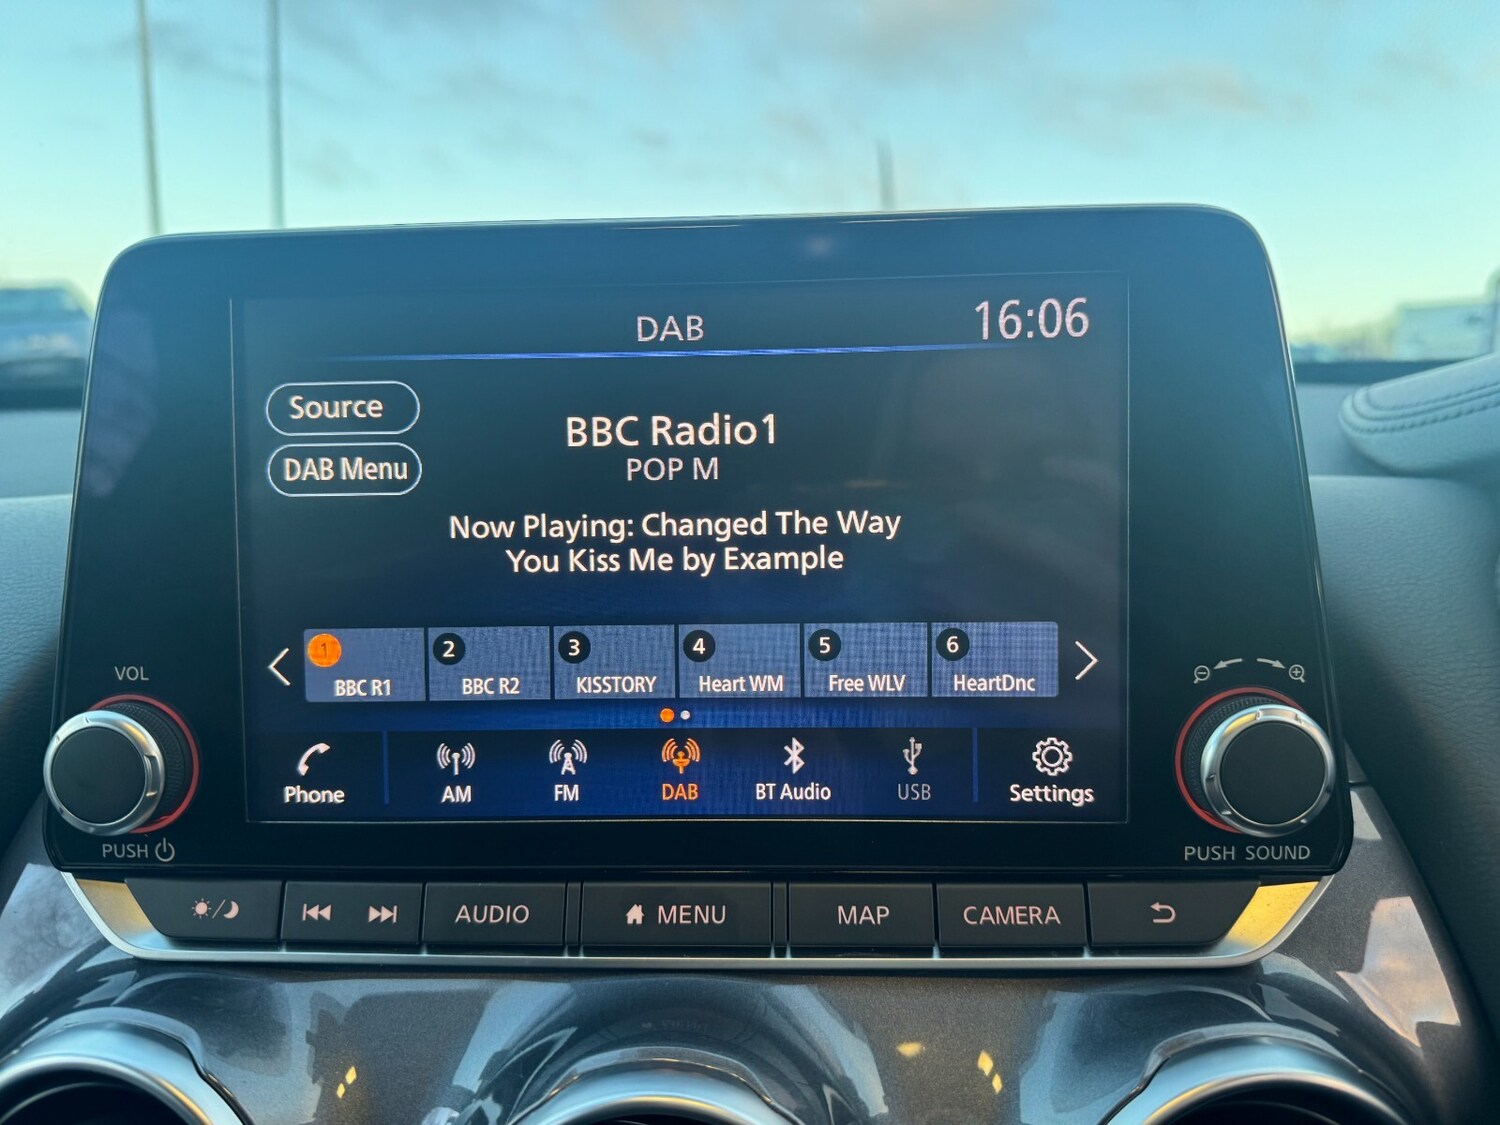 DAB
16:06
Source
DAB Menu
BBC Radio1
POP M
Now Playing: Changed The Way
You Kiss Me by Example
1
BBC R1
2
BBC R2
3
KISSTORY
4
Heart WM
5
Free WLV
6
HeartDnc
Phone
AM
FM
DAB
BT Audio
USB
Settings
VOL
PUSH
PUSH SOUND
AUDIO
MENU
MAP
CAMERA